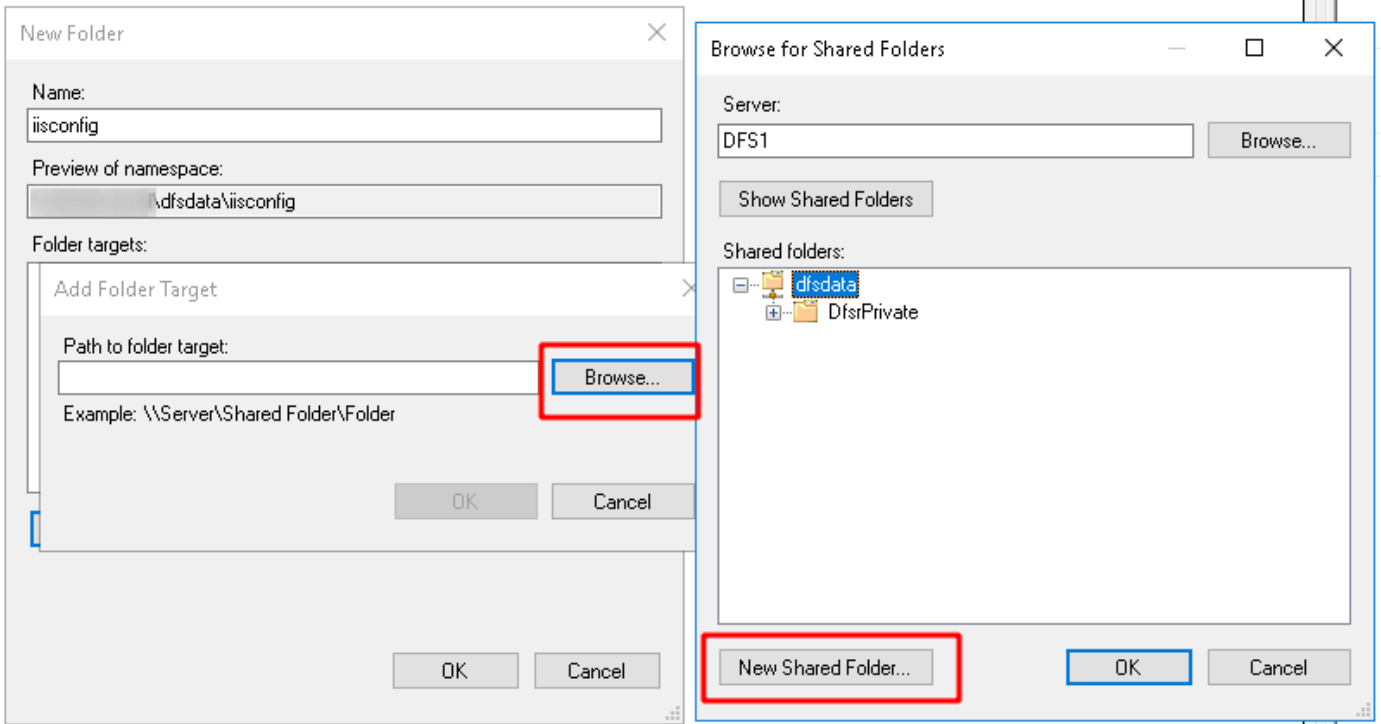 New Folder
Name:
iisconfig
Preview of namespace:
\dfsdata\iisconfig
Folder targets:
Add Folder Target
Path to folder target:
Browse...
Example: \\Server\Shared Folder\Folder
OK
Cancel
OK
Cancel
Browse for Shared Folders
Server:
DFS1
Browse...
Show Shared Folders
Shared folders:
dfsdata
DfsrPrivate
New Shared Folder...
OK
Cancel